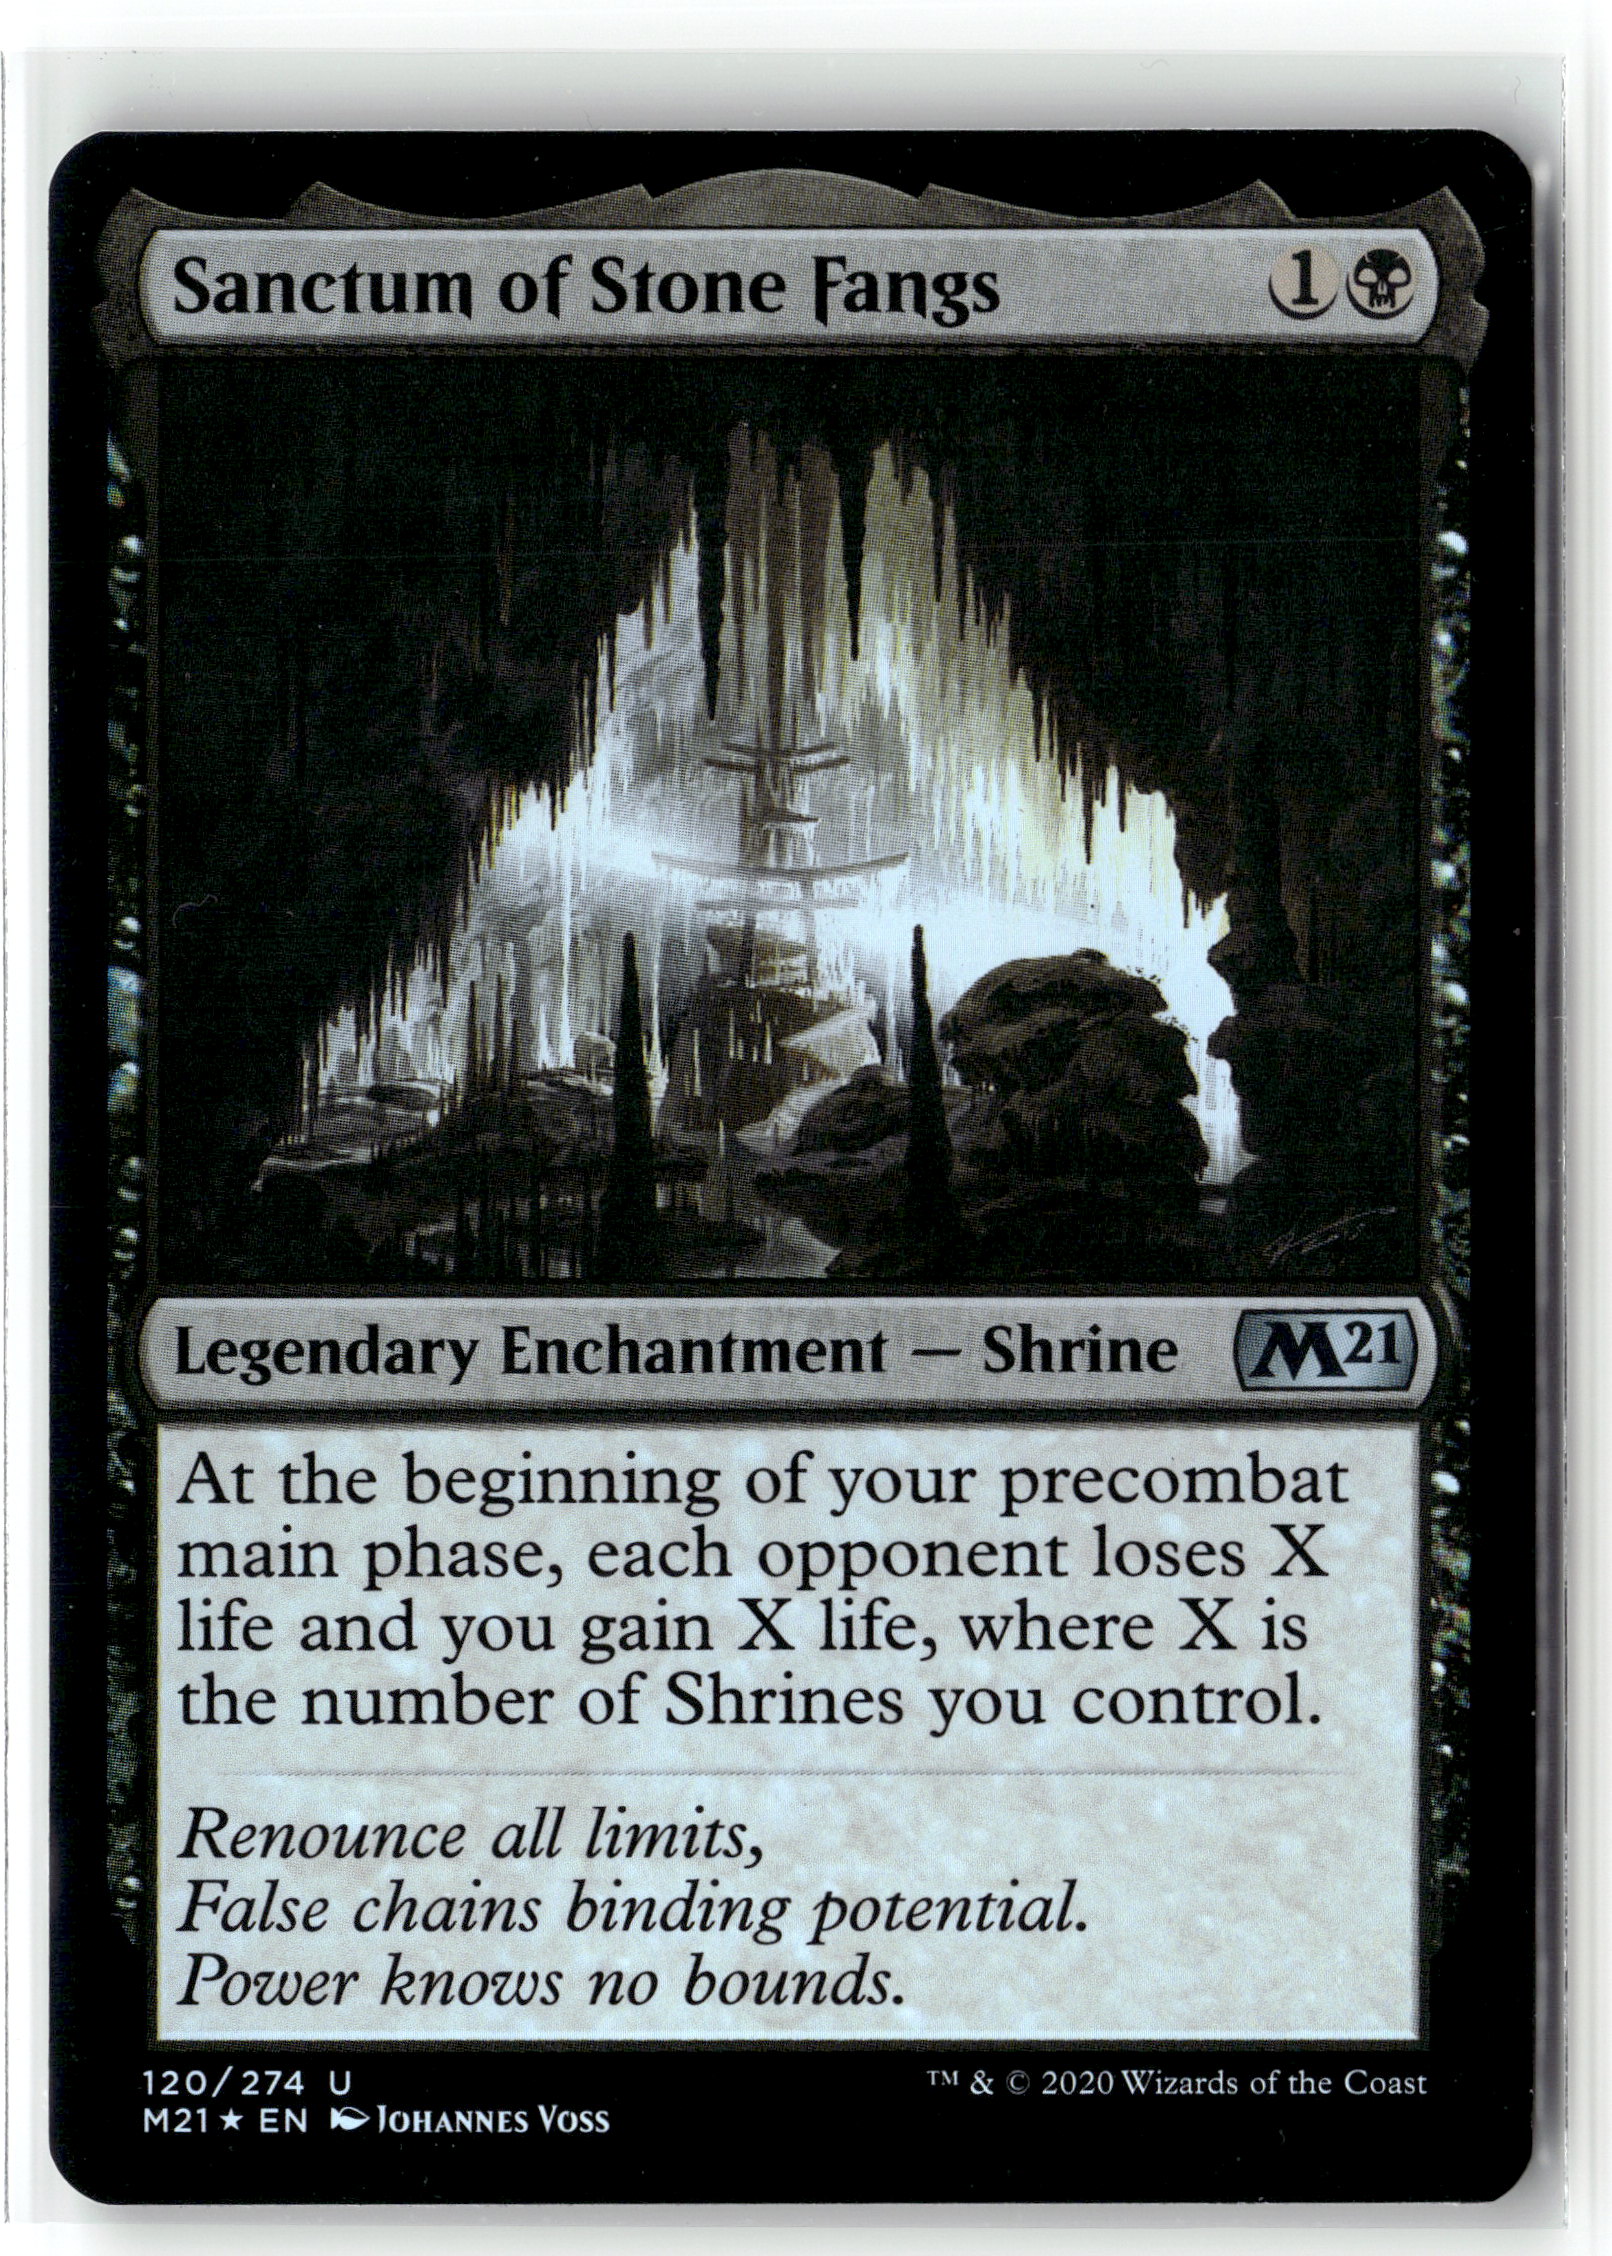 Sanctum of Stone Fangs 1
Legendary Enchantment — Shrine M21
At the beginning of your precombat
main phase, each opponent loses X
life and you gain X life, where X is
the number of Shrines you control.
Renounce all limits,
False chains binding potential.
Power knows no bounds.
120/274 U ™ & © 2020 Wizards of the Coast
M21 ★ EN Johannes Voss